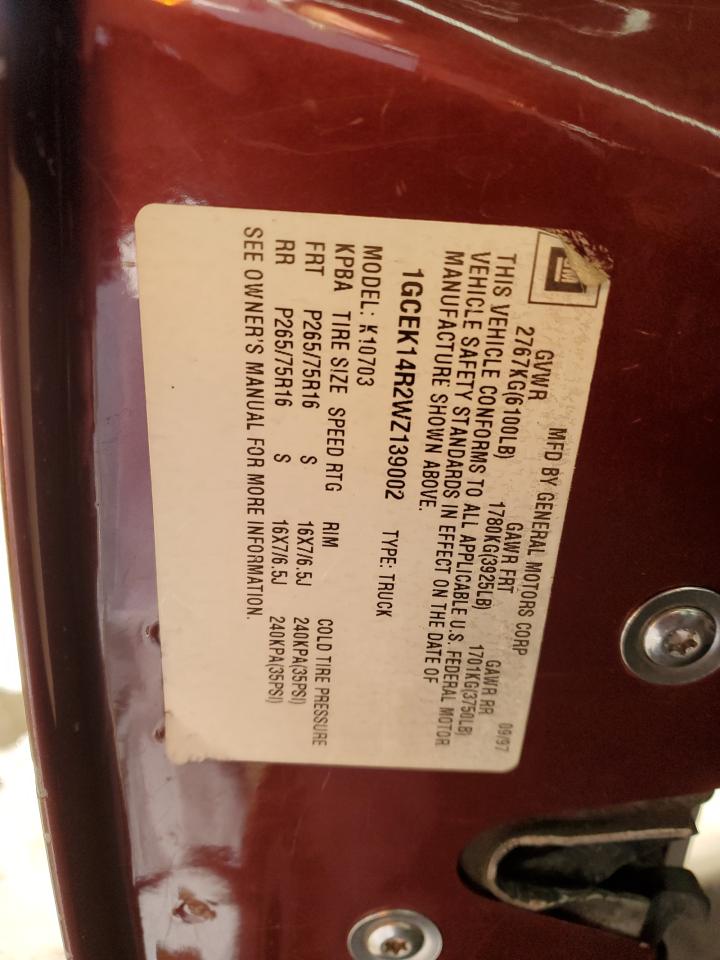 GM
MFD BY GENERAL MOTORS CORP 09/97
GVWR GAWR FRT GAWR RR
2767KG(6100LB) 1780KG(3925LB) 1701KG(3750LB)
THIS VEHICLE CONFORMS TO ALL APPLICABLE U.S. FEDERAL MOTOR
VEHICLE SAFETY STANDARDS IN EFFECT ON THE DATE OF
MANUFACTURE SHOWN ABOVE.
1GCEK14R2WZ139002 TYPE: TRUCK
MODEL: K10703
KPBA TIRE SIZE SPEED RTG RIM COLD TIRE PRESSURE
FRT P265/75R16 S 16X7/6.5J 240KPA(35PSI)
RR P265/75R16 S 16X7/6.5J 240KPA(35PSI)
SEE OWNER'S MANUAL FOR MORE INFORMATION.